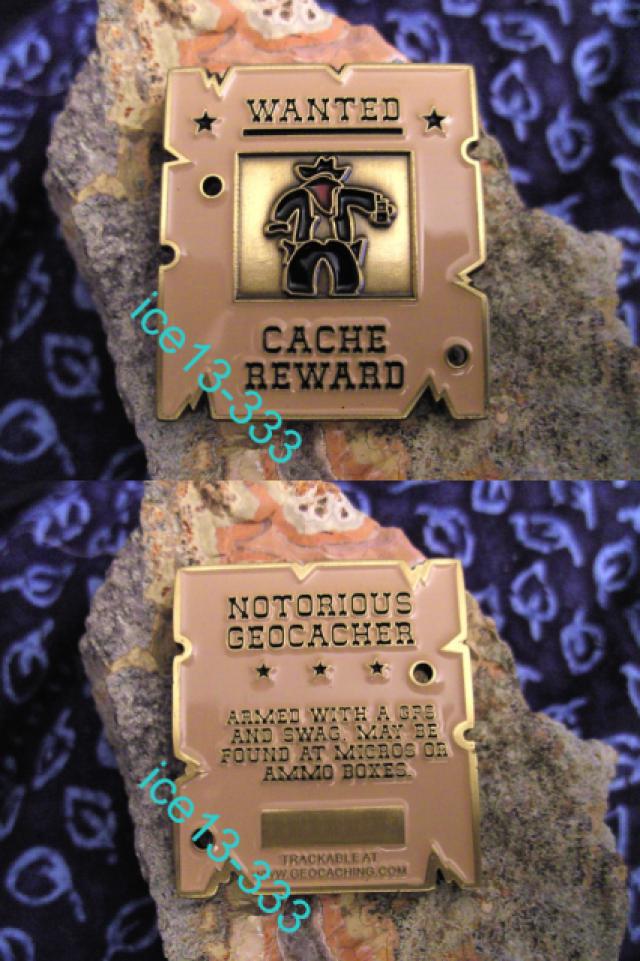 WANTED
CACHE
REWARD
ice13-333
NOTORIOUS
GEOCACHER
ARMED WITH A GPS
AND SWAG. MAY BE
FOUND AT MICROS OR
AMMO BOXES.
TRACKABLE AT
WWW.GEOCACHING.COM
ice13-333